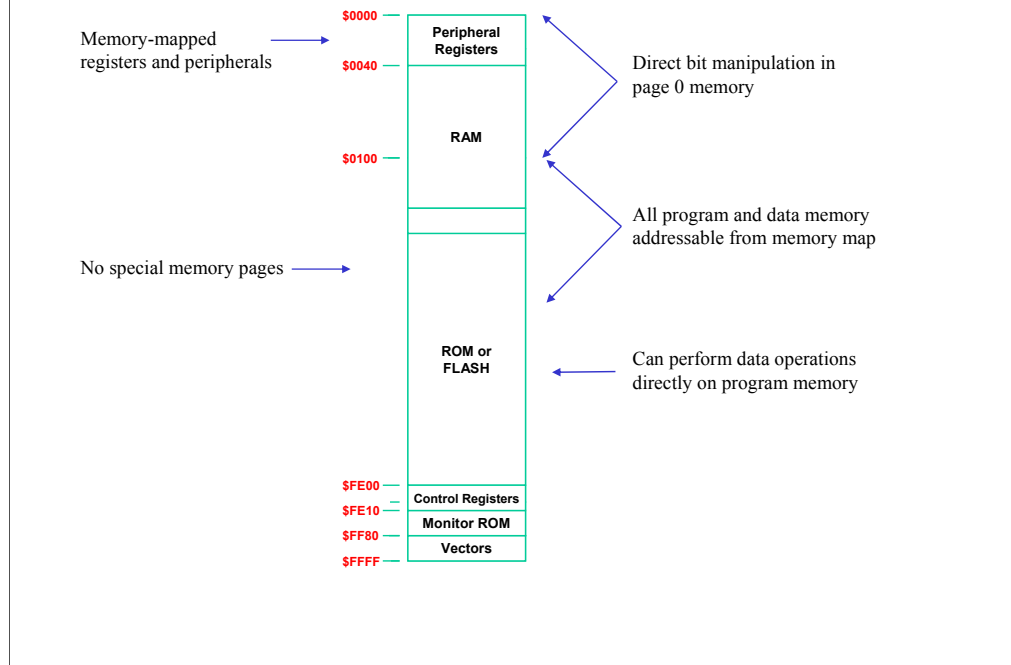 $0000
Peripheral
Registers
Memory-mapped
registers and peripherals
$0040
Direct bit manipulation in
page 0 memory
RAM
$0100
All program and data memory
addressable from memory map
No special memory pages
ROM or
FLASH
Can perform data operations
directly on program memory
$FE00
Control Registers
$FE10
Monitor ROM
$FF80
Vectors
$FFFF